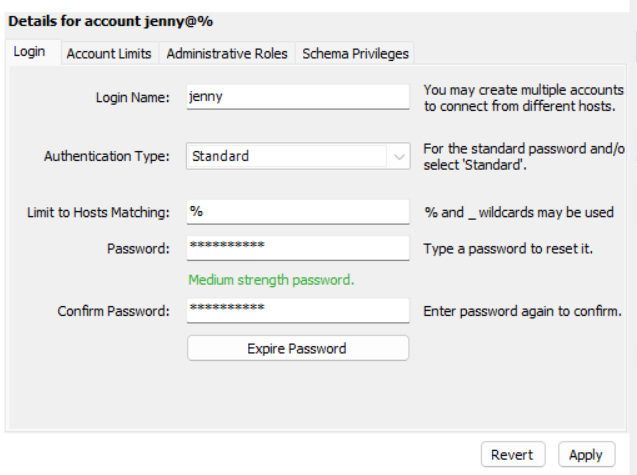 Details for account jenny@%
Login Account Limits Administrative Roles Schema Privileges
Login Name: jenny You may create multiple accounts
to connect from different hosts.
Authentication Type: Standard For the standard password and/o
select 'Standard'.
Limit to Hosts Matching: % % and _ wildcards may be used
Password: ********** Type a password to reset it.
Medium strength password.
Confirm Password: ********** Enter password again to confirm.
Expire Password
Revert Apply